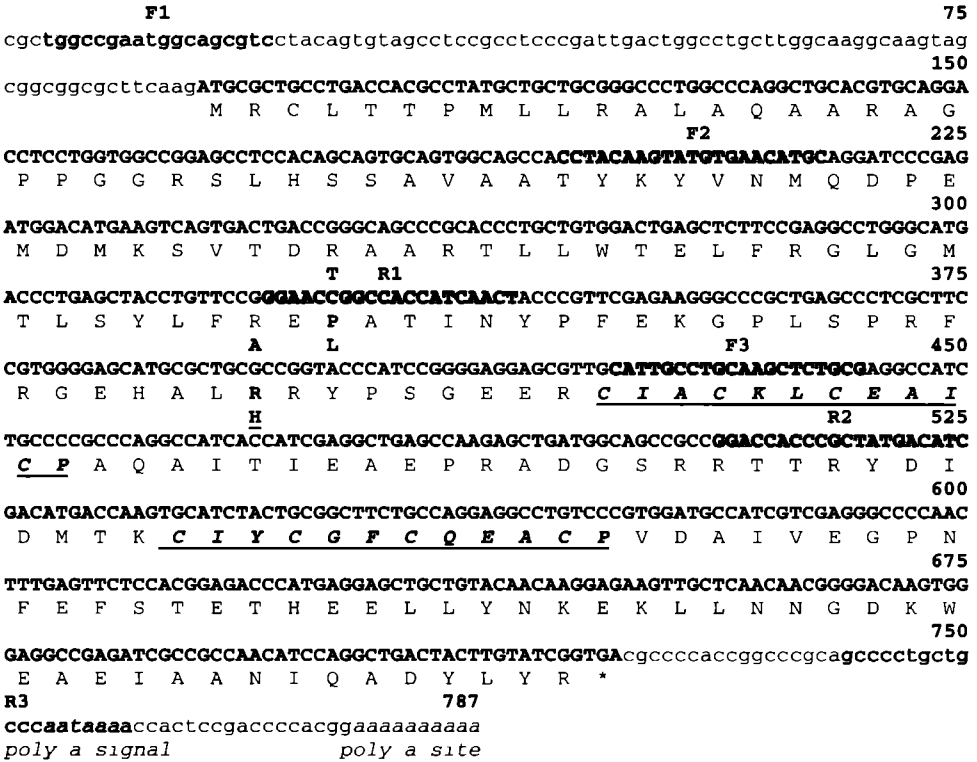 F1 75
cgctggccgaatggcagcgtcctacagtgtagcctccgcctcccgattgactggcctgcttggcaaggcaagtag
150
cggcggcgcttcaagATGCGCTGCCTGACCACGCCTATGCTGCTGCGGGCCCTGGCCCAGGCTGCACGTGCAGGA
M R C L T T P M L L R A L A Q A A R A G
F2 225
CCTCCTGGTGGCCGGAGCCTCCACAGCAGTGCAGTGGCAGCCACCTACAAGTATGTGAACATGCAGGATCCCGAG
P P G G R S L H S S A V A A T Y K Y V N M Q D P E
300
ATGGACATGAAGTCAGTGACTGACCGGGCAGCCCGCACCCTGCTGTGGACTGAGCTCTTCCGAGGCCTGGGCATG
M D M K S V T D R A A R T L L W T E L F R G L G M
T R1 375
ACCCTGAGCTACCTGTTCCGGGAACCGGCCACCATCAACTACCCGTTCGAGAAGGGCCCGCTGAGCCCTCGCTTC
T L S Y L F R E P A T I N Y P F E K G P L S P R F
A L F3 450
CGTGGGGAGCATGCGCTGCGCCGGTACCCATCCGGGGAGGAGCGTTGCATTGCCTGCAAGCTCTGCGAGGCCATC
R G E H A L R R Y P S G E E R C I A C K L C E A I
H R2 525
TGCCCCGCCCAGGCCATCACCATCGAGGCTGAGCCAAGAGCTGATGGCAGCCGCCGGACCACCCGCTATGACATC
C P A Q A I T I E A E P R A D G S R R T T R Y D I
600
GACATGACCAAGTGCATCTACTGCGGCTTCTGCCAGGAGGCCTGTCCCGTGGATGCCATCGTCGAGGGCCCCAAC
D M T K C I Y C G F C Q E A C P V D A I V E G P N
675
TTTGAGTTCTCCACGGAGACCCATGAGGAGCTGCTGTACAACAAGGAGAAGTTGCTCAACAACGGGGACAAGTGG
F E F S T E T H E E L L Y N K E K L L N N G D K W
750
GAGGCCGAGATCGCCGCCAACATCCAGGCTGACTACTTGTATCGGTGAcgccccaccggcccgcagcccctgctg
E A E I A A N I Q A D Y L Y R *
R3 787
cccaataaaaccactccgaccccacggaaaaaaaaaa
poly a signal poly a site